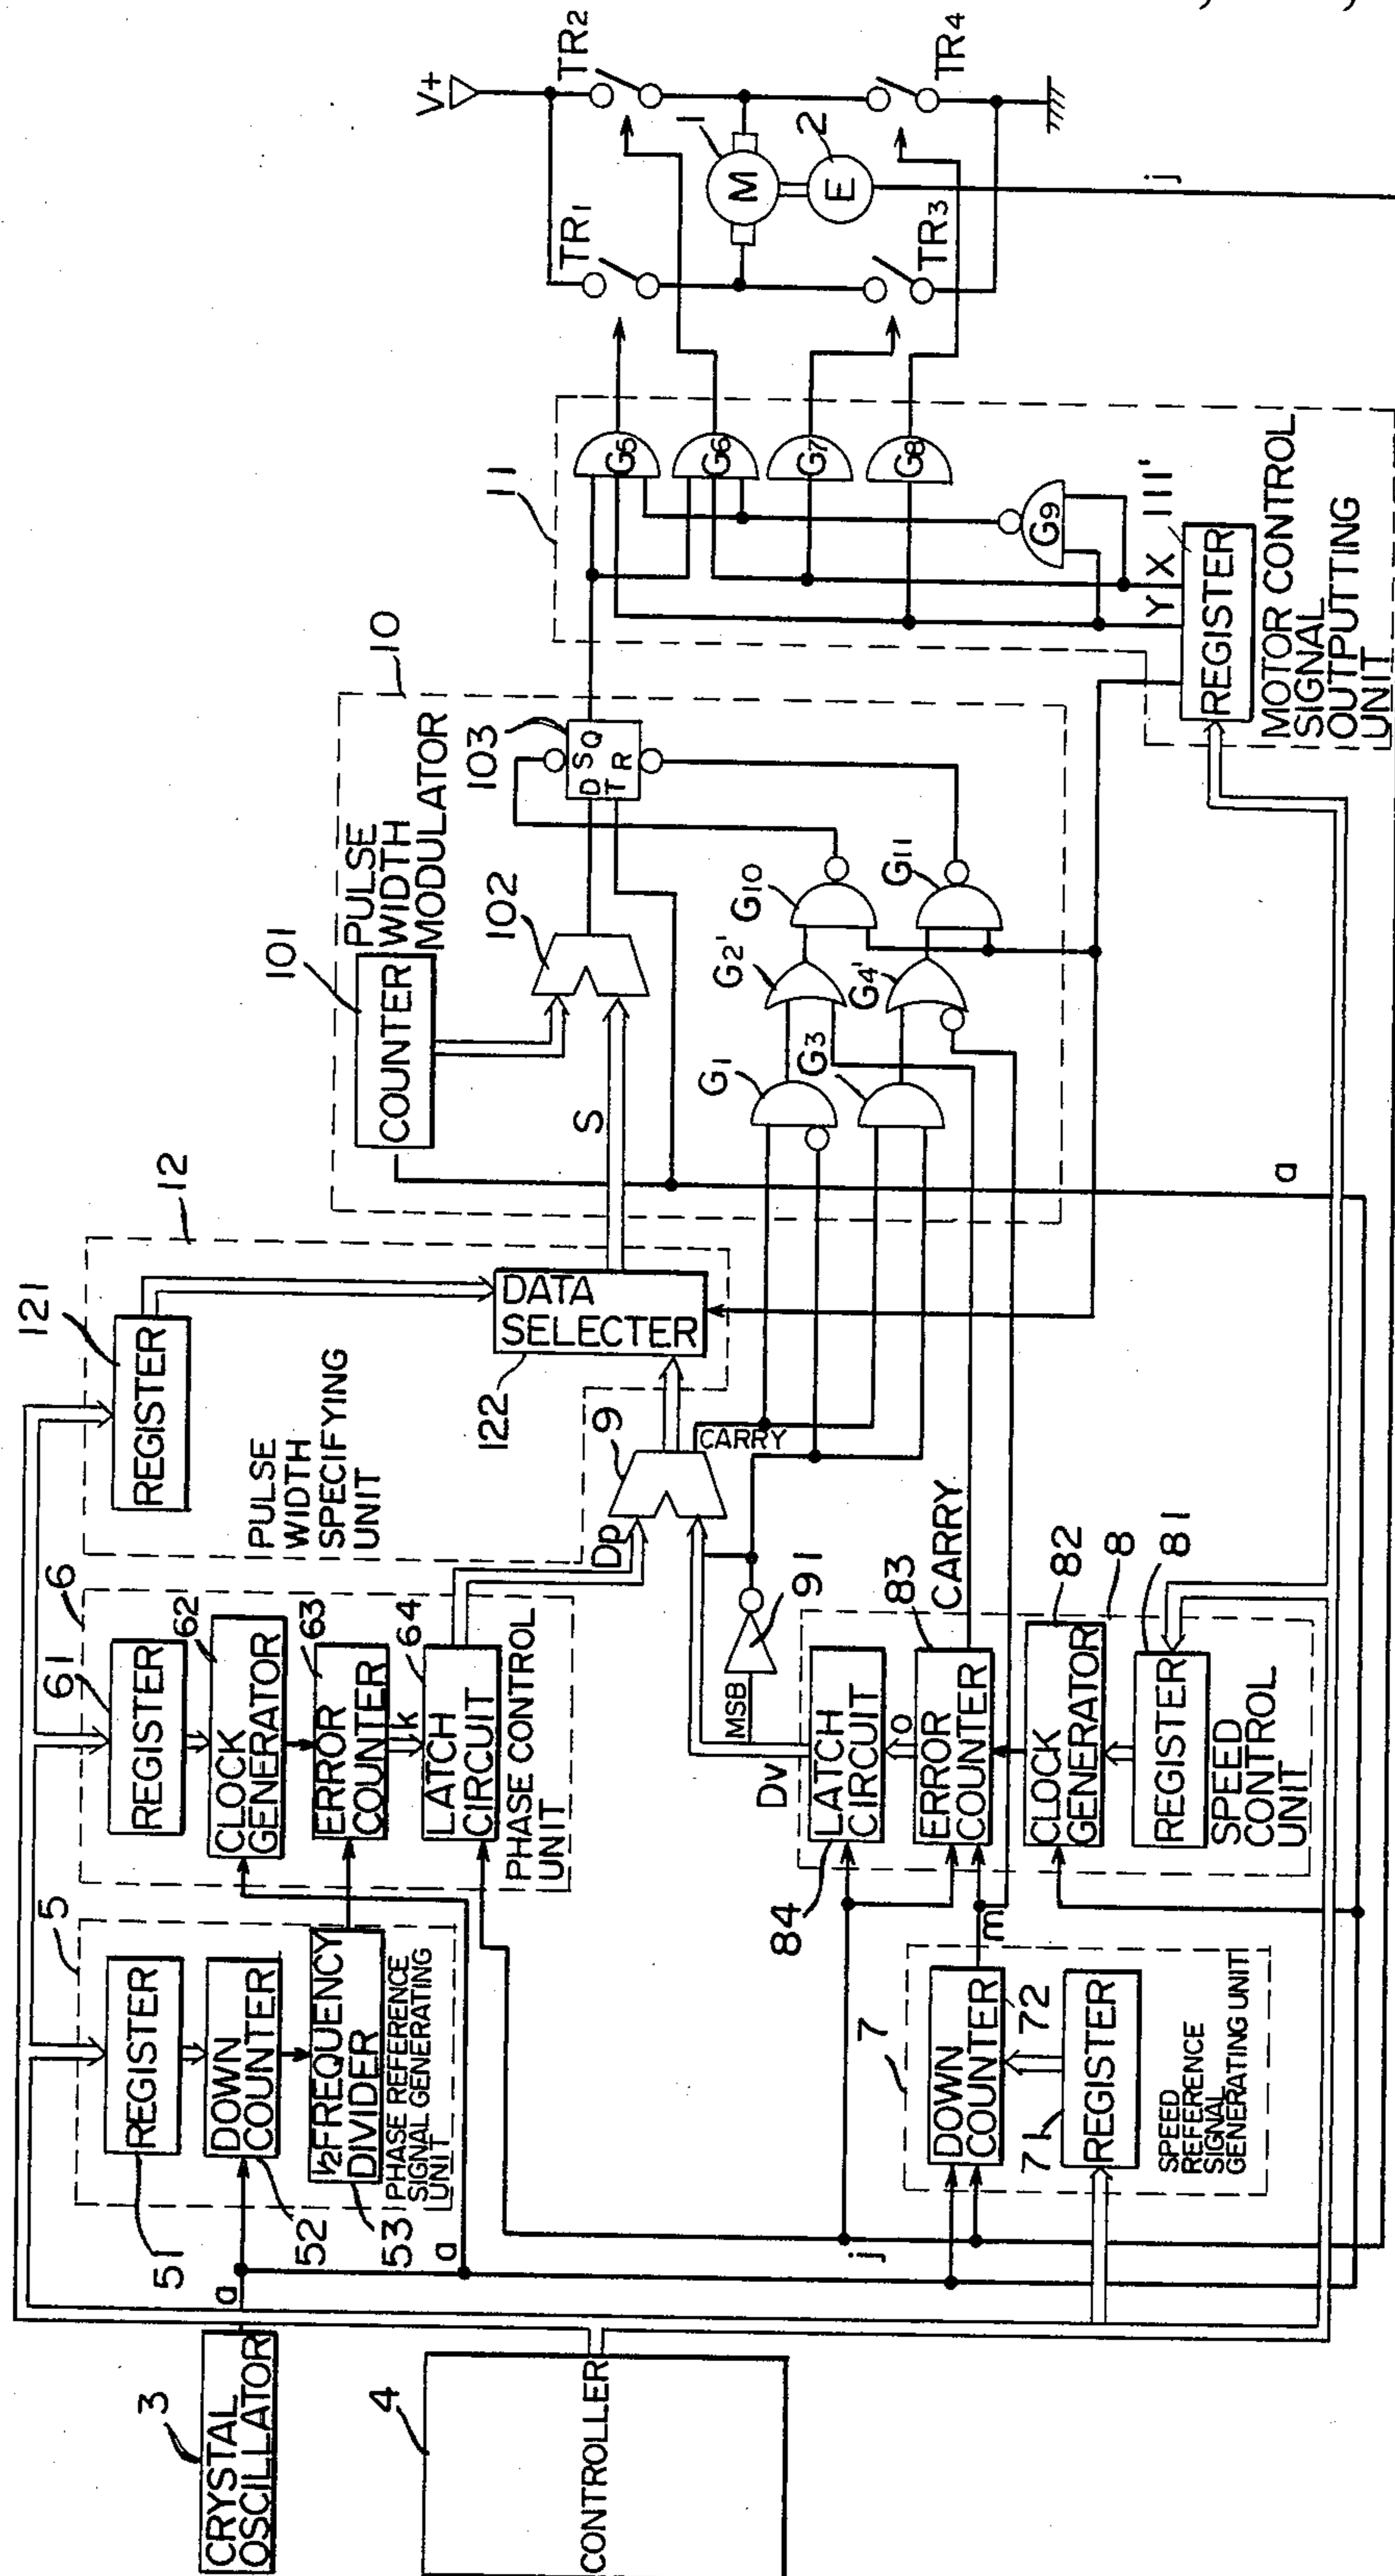 3
CRYSTAL
OSCILLATOR
a
4
CONTROLLER
5
51
REGISTER
DOWN
COUNTER
52
½FREQUENCY
DIVIDER
53
PHASE REFERENCE
SIGNAL GENERATING
UNIT
a
6
61
REGISTER
62
CLOCK
GENERATOR
63
ERROR
COUNTER
k
64
LATCH
CIRCUIT
PHASE CONTROL
UNIT
j
7
DOWN
COUNTER
72
71
REGISTER
SPEED
REFERENCE
SIGNAL
GENERATING UNIT
m
84
LATCH
CIRCUIT
Dv
o
ERROR
COUNTER
83
CARRY
CLOCK
GENERATOR
82
8
REGISTER
81
SPEED
CONTROL
UNIT
MSB
91
Dp
9
CARRY
12
121
REGISTER
PULSE
WIDTH
SPECIFYING
UNIT
DATA
SELECTER
122
S
10
101
COUNTER
PULSE
WIDTH
MODULATOR
102
103
D S Q
T R
G1
G3
G2'
G4'
G10
G11
a
11
G5
G6
G7
G8
G9
Y X
111'
REGISTER
MOTOR CONTROL
SIGNAL
OUTPUTTING
UNIT
V+
TR1
TR2
TR3
TR4
1
M
2
E
j